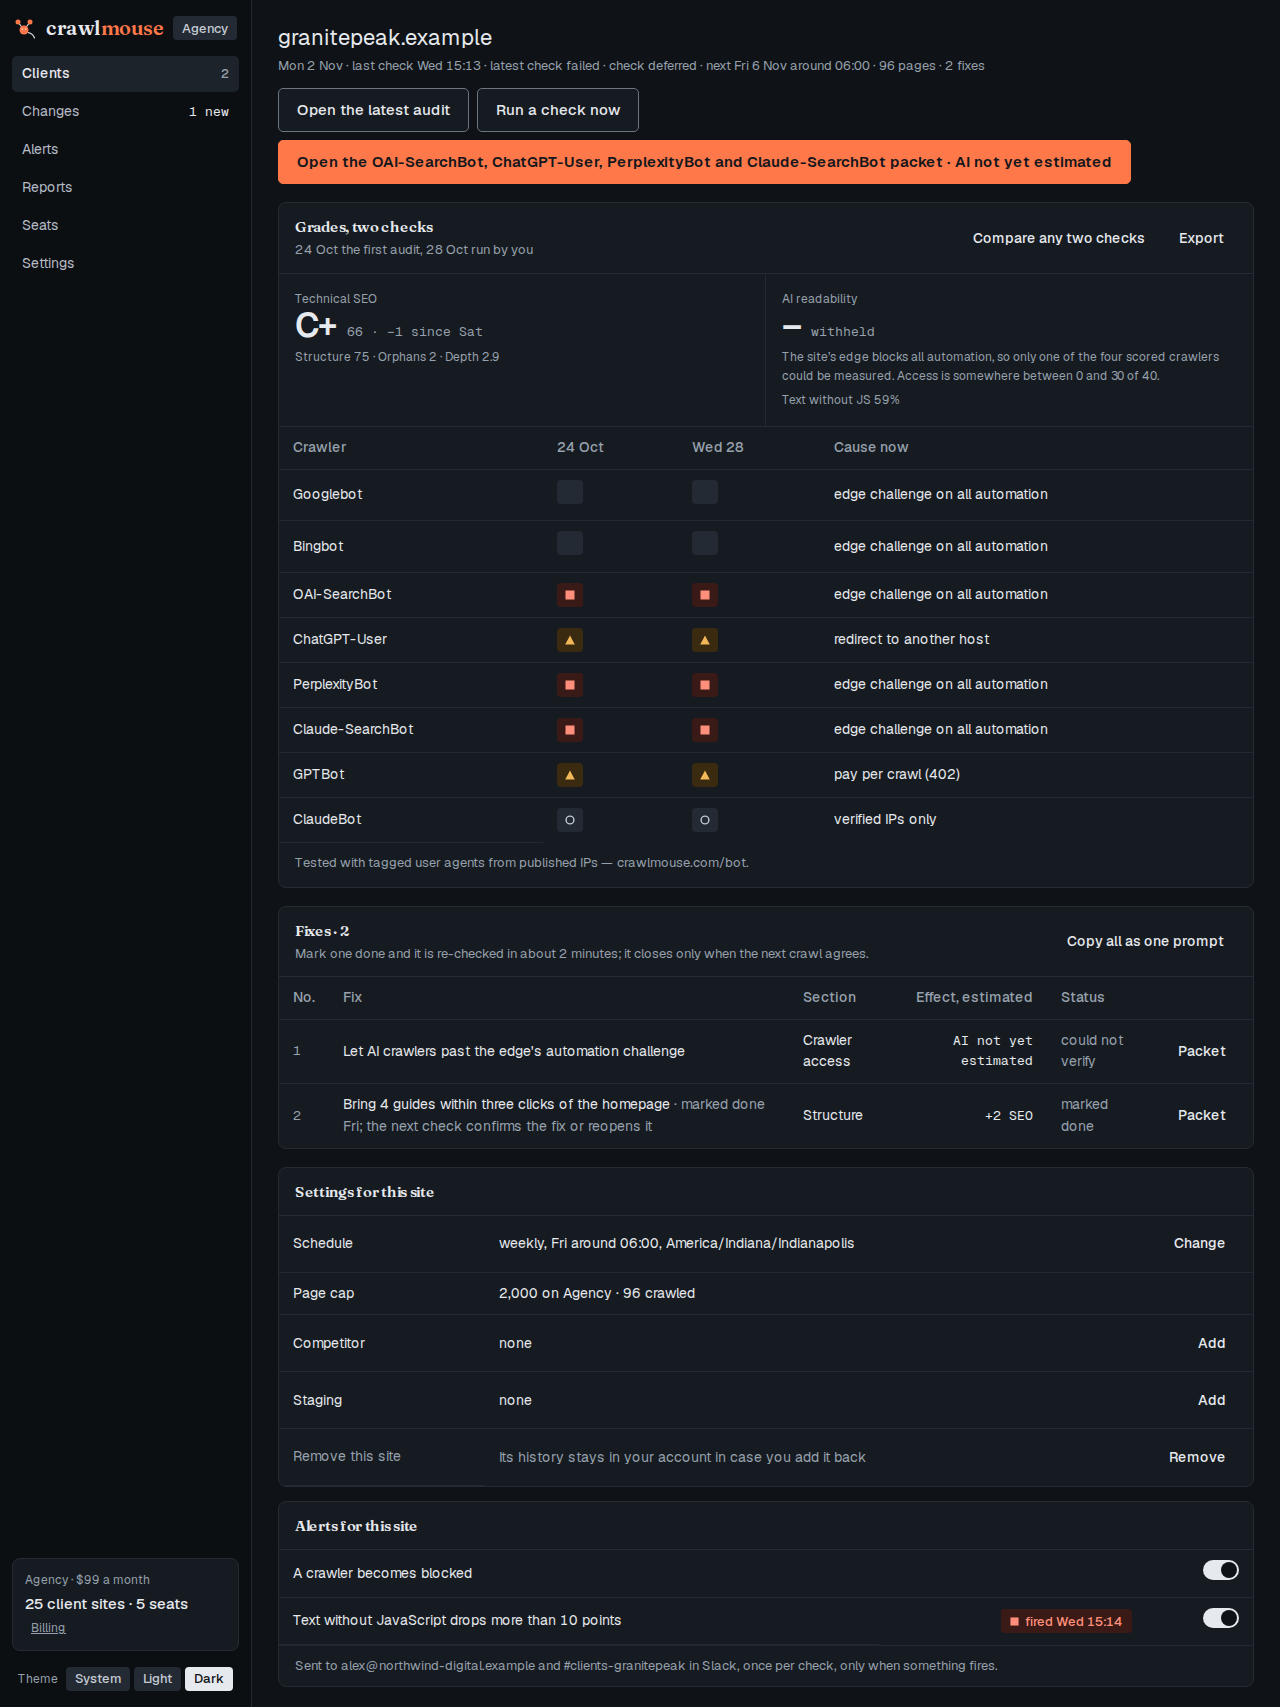 crawlmouse Agency
Clients 2
Changes 1 new
Alerts
Reports
Seats
Settings
Agency · $99 a month
25 client sites · 5 seats
Billing
Theme System Light Dark
granitepeak.example
Mon 2 Nov · last check Wed 15:13 · latest check failed · check deferred · next Fri 6 Nov around 06:00 · 96 pages · 2 fixes
Open the latest audit Run a check now
Open the OAI-SearchBot, ChatGPT-User, PerplexityBot and Claude-SearchBot packet · AI not yet estimated
Grades, two checks
24 Oct the first audit, 28 Oct run by you
Compare any two checks Export
Technical SEO
C+ 66 · −1 since Sat
Structure 75 · Orphans 2 · Depth 2.9
AI readability
– withheld
The site's edge blocks all automation, so only one of the four scored crawlers
could be measured. Access is somewhere between 0 and 30 of 40.
Text without JS 59%
Crawler 24 Oct Wed 28 Cause now
Googlebot edge challenge on all automation
Bingbot edge challenge on all automation
OAI-SearchBot edge challenge on all automation
ChatGPT-User redirect to another host
PerplexityBot edge challenge on all automation
Claude-SearchBot edge challenge on all automation
GPTBot pay per crawl (402)
ClaudeBot verified IPs only
Tested with tagged user agents from published IPs — crawlmouse.com/bot.
Fixes · 2
Mark one done and it is re-checked in about 2 minutes; it closes only when the next crawl agrees.
Copy all as one prompt
No. Fix Section Effect, estimated Status
1 Let AI crawlers past the edge's automation challenge Crawler access AI not yet estimated could not verify Packet
2 Bring 4 guides within three clicks of the homepage · marked done Fri; the next check confirms the fix or reopens it Structure +2 SEO marked done Packet
Settings for this site
Schedule weekly, Fri around 06:00, America/Indiana/Indianapolis Change
Page cap 2,000 on Agency · 96 crawled
Competitor none Add
Staging none Add
Remove this site Its history stays in your account in case you add it back Remove
Alerts for this site
A crawler becomes blocked
Text without JavaScript drops more than 10 points fired Wed 15:14
Sent to alex@northwind-digital.example and #clients-granitepeak in Slack, once per check, only when something fires.